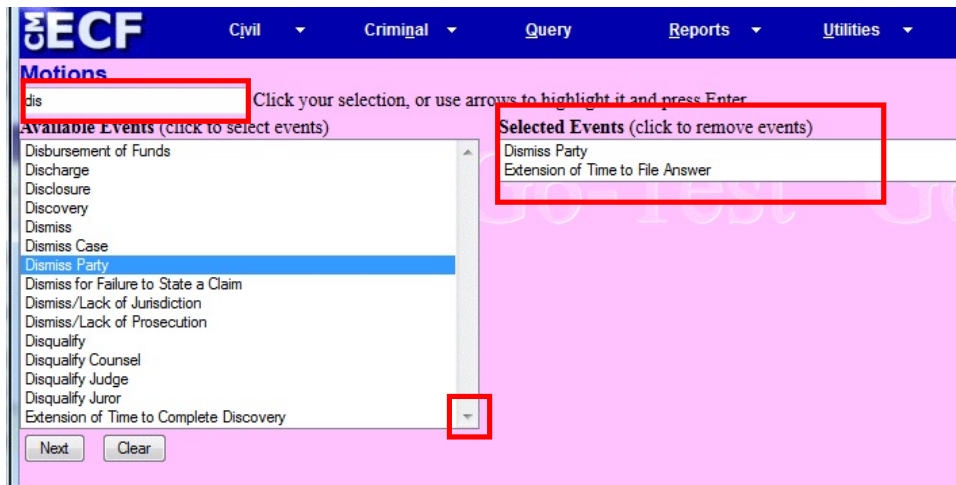 CM ECF Civil Criminal Query Reports Utilities
Motions
dis Click your selection, or use arrows to highlight it and press Enter
Available Events (click to select events) Selected Events (click to remove events)
Disbursement of Funds Dismiss Party
Discharge Extension of Time to File Answer
Disclosure
Discovery
Dismiss
Dismiss Case
Dismiss Party
Dismiss for Failure to State a Claim
Dismiss/Lack of Jurisdiction
Dismiss/Lack of Prosecution
Disqualify
Disqualify Counsel
Disqualify Judge
Disqualify Juror
Extension of Time to Complete Discovery
Next Clear
Go-Test Go